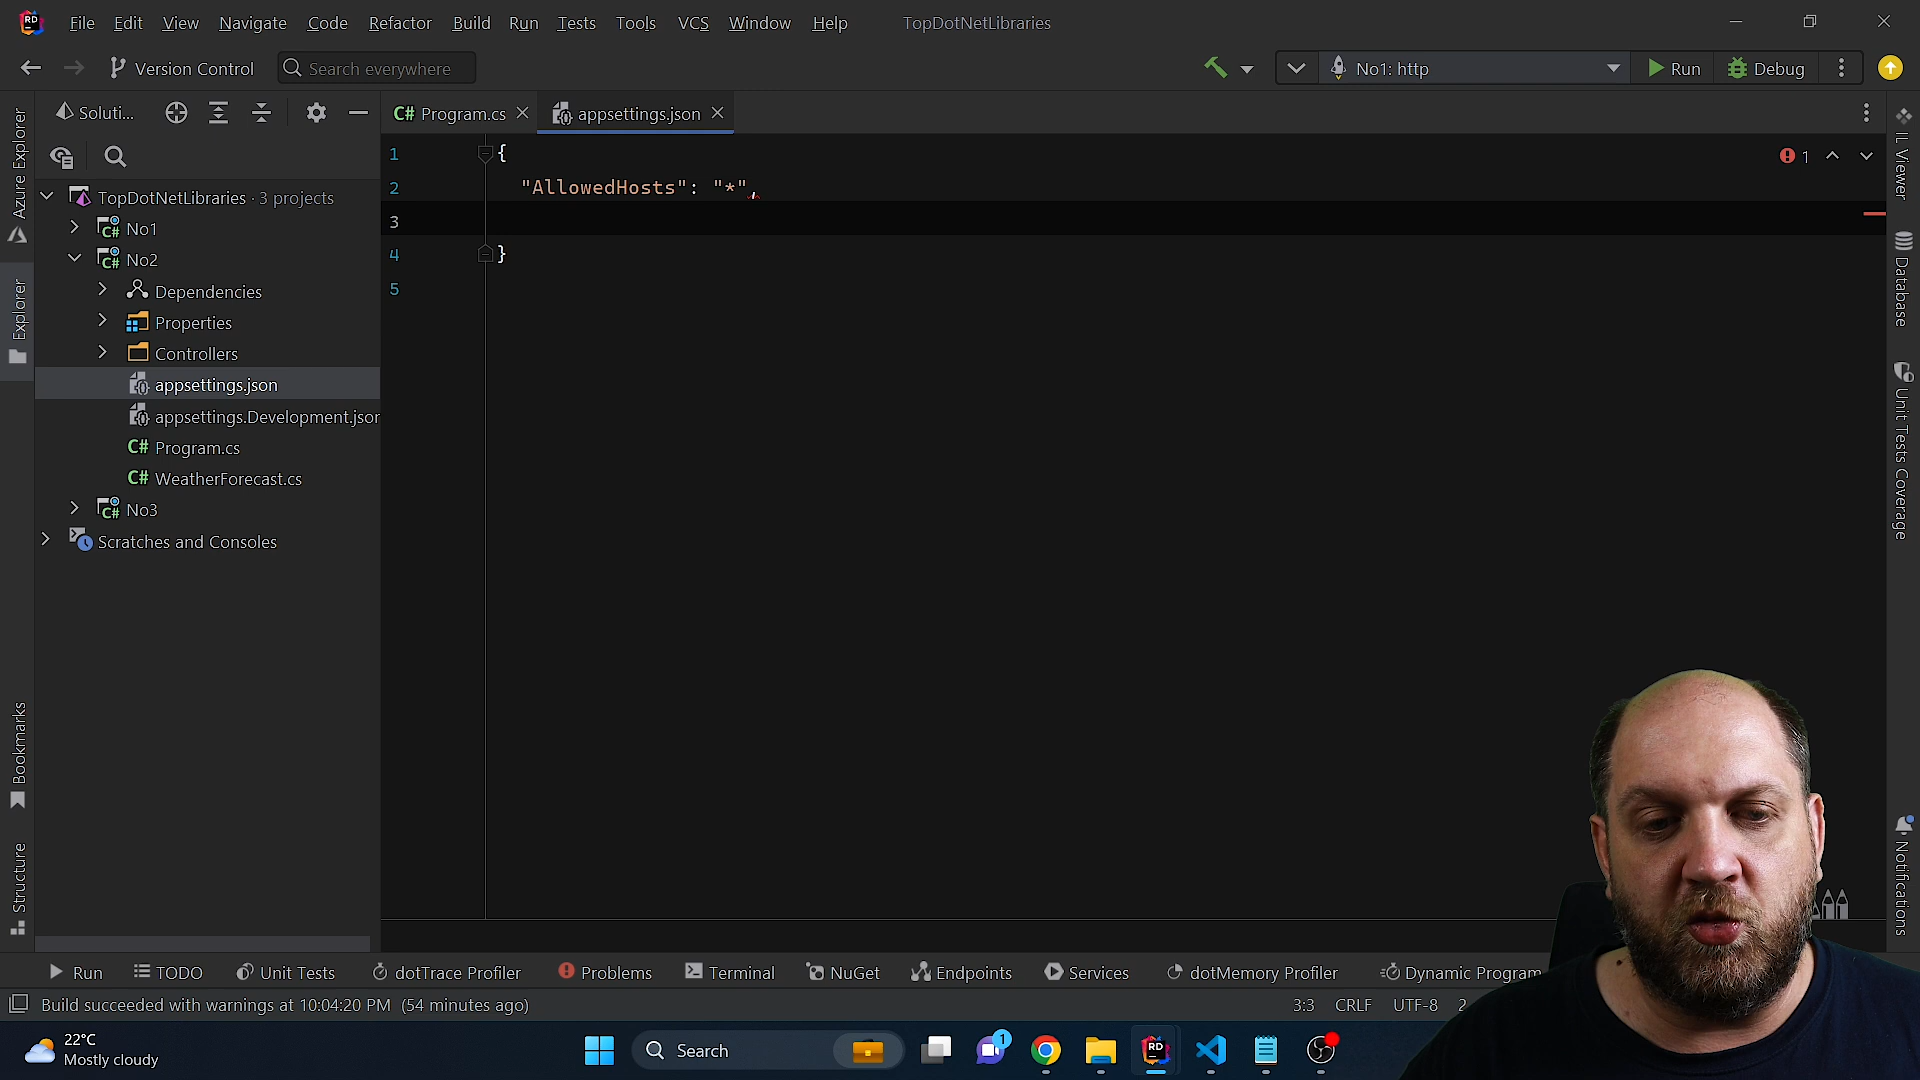 File Edit View Navigate Code Refactor Build Run Tests Tools VCS Window Help TopDotNetLibraries
Version Control Search everywhere No1: http Run Debug
Soluti... Program.cs appsettings.json
TopDotNetLibraries · 3 projects
No1
No2
Dependencies
Properties
Controllers
appsettings.json
appsettings.Development.json
Program.cs
WeatherForecast.cs
No3
Scratches and Consoles
1 {
2 "AllowedHosts": "*",
3
4 }
5
1
Azure Explorer
Explorer
Bookmarks
Structure
IL Viewer
Database
Unit Tests Coverage
Notifications
Run TODO Unit Tests dotTrace Profiler Problems Terminal NuGet Endpoints Services dotMemory Profiler Dynamic Program
Build succeeded with warnings at 10:04:20 PM (54 minutes ago) 3:3 CRLF UTF-8 2
22°C
Mostly cloudy
Search
1
RD